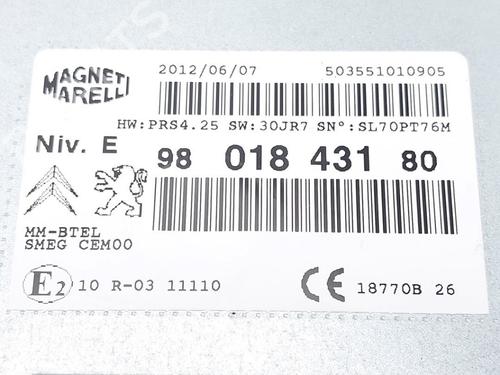 MAGNETI MARELLI
2012/06/07 503551010905
HW:PRS4.25 SW:30JR7 SN°:SL70PT76M
Niv. E 98 018 431 80
MM-BTEL
SMEG CEM00
E2 10 R-03 11110 CE 18770B 26